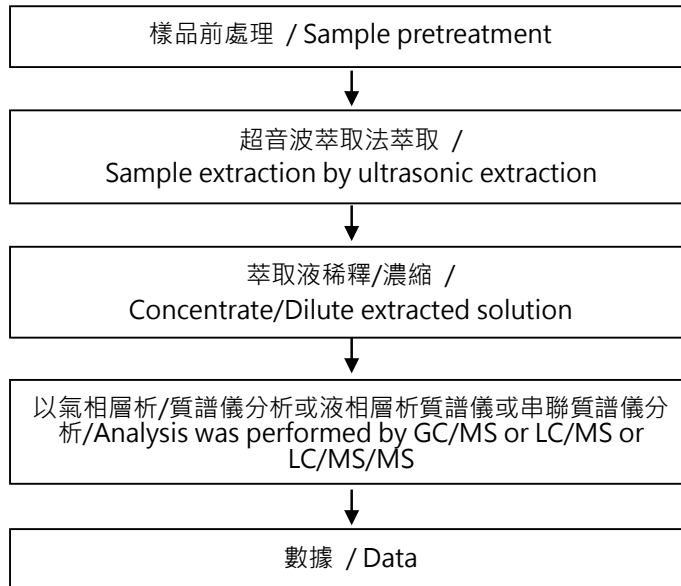 樣品前處理 / Sample pretreatment
超音波萃取法萃取 /
Sample extraction by ultrasonic extraction
萃取液稀釋/濃縮 /
Concentrate/Dilute extracted solution
以氣相層析/質譜儀分析或液相層析質譜儀或串聯質譜儀分
析/Analysis was performed by GC/MS or LC/MS or
LC/MS/MS
數據 / Data